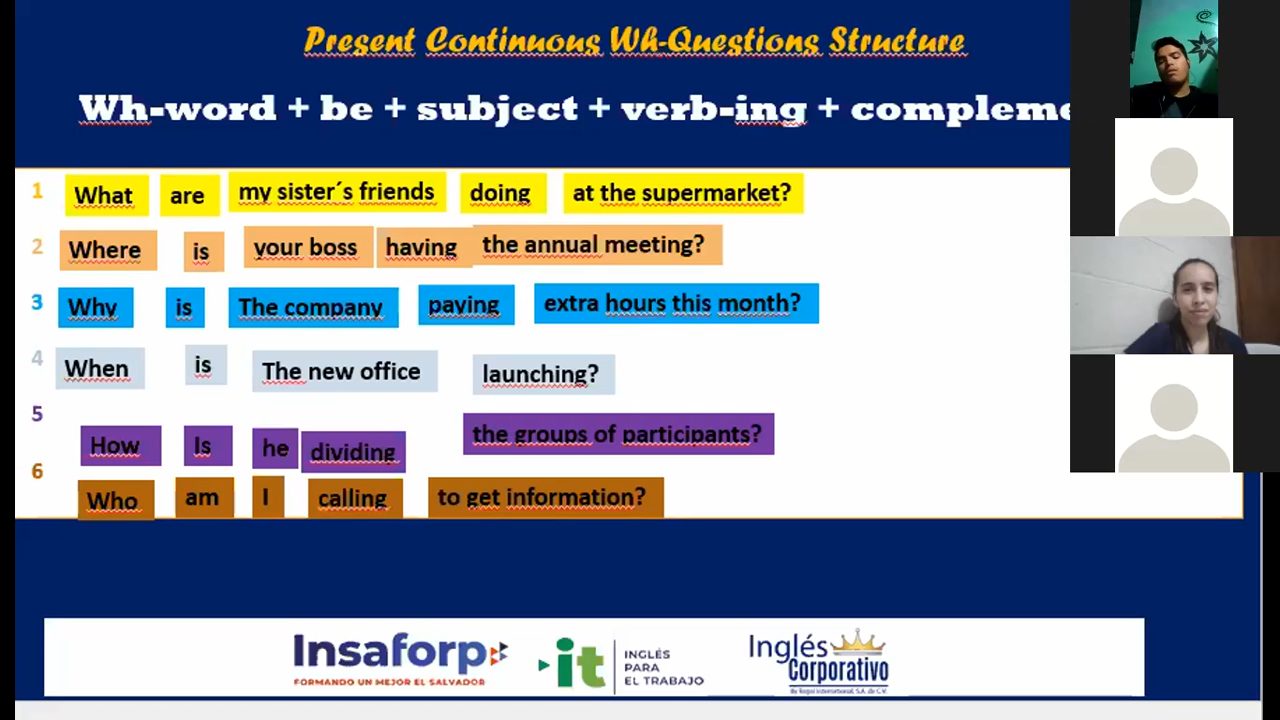 Present Continuous Wh-Questions Structure
Wh-word + be + subject + verb-ing + compleme
1 What are my sister´s friends doing at the supermarket?
2 Where is your boss having the annual meeting?
3 Why is The company paying extra hours this month?
4 When is The new office launching?
5 How Is he dividing the groups of participants?
6 Who am I calling to get information?
Insaforp
FORMANDO UN MEJOR EL SALVADOR
it
INGLÉS
PARA
EL TRABAJO
Inglés
Corporativo